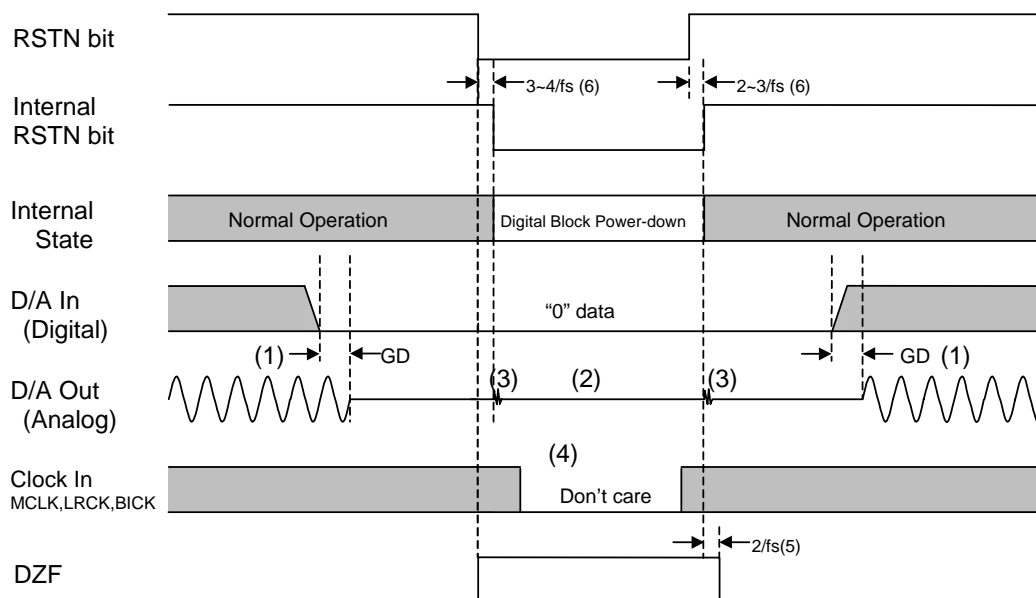 RSTN bit
3~4/fs (6)
2~3/fs (6)
Internal
RSTN bit
Internal
State
Normal Operation
Digital Block Power-down
Normal Operation
D/A In
(Digital)
“0” data
(1)
GD
GD
(1)
D/A Out
(Analog)
(3)
(2)
(3)
(4)
Clock In
MCLK,LRCK,BICK
Don’t care
2/fs(5)
DZF